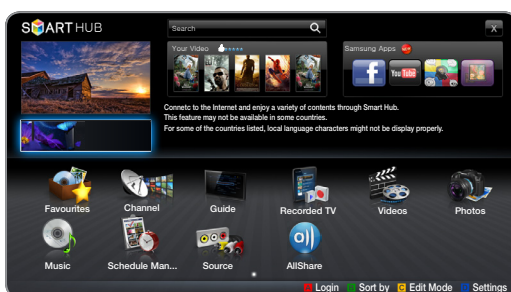 SMART HUB
Search
X
Your Video
Samsung Apps
You Tube
Connetc to the Internet and enjoy a variety of contents through Smart Hub.
This feature may not be available in some countries.
For some of the countries listed, local language characters might not be display properly.
Favourites
Channel
Guide
Recorded TV
Videos
Photos
Music
Schedule Man...
Source
AllShare
A Login Sort by C Edit Mode Settings